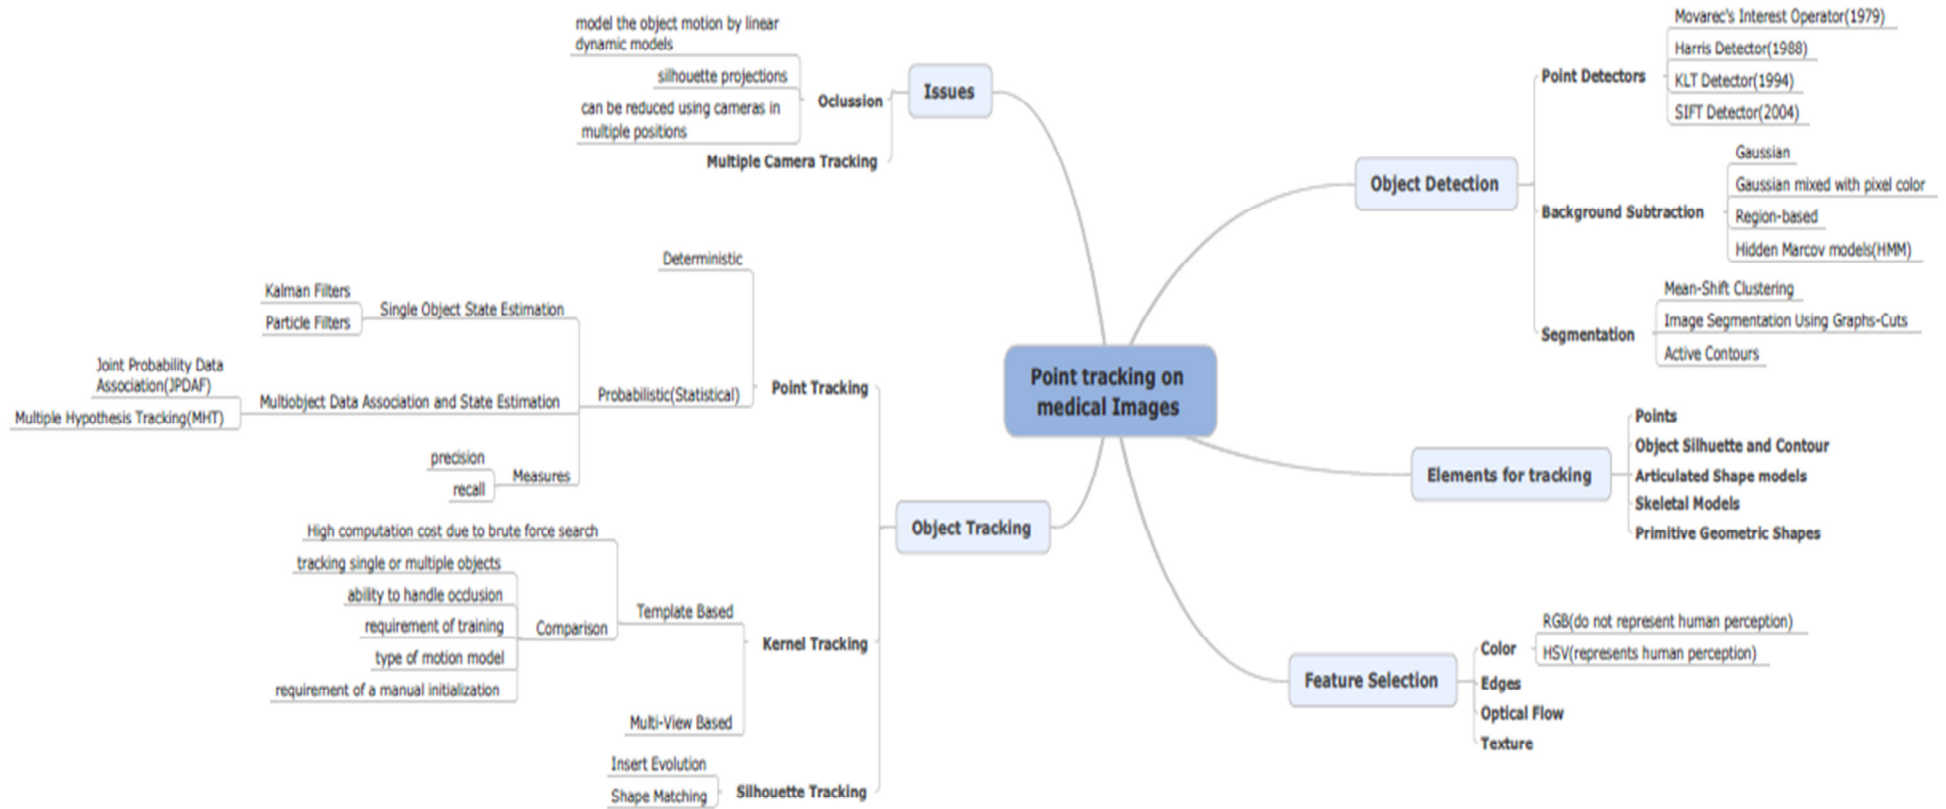 Point tracking on
medical Images
Issues
Oclussion
model the object motion by linear
dynamic models
silhouette projections
can be reduced using cameras in
multiple positions
Multiple Camera Tracking
Object Detection
Point Detectors
Movarec's Interest Operator(1979)
Harris Detector(1988)
KLT Detector(1994)
SIFT Detector(2004)
Background Subtraction
Gaussian
Gaussian mixed with pixel color
Region-based
Hidden Marcov models(HMM)
Segmentation
Mean-Shift Clustering
Image Segmentation Using Graphs-Cuts
Active Contours
Elements for tracking
Points
Object Silhuette and Contour
Articulated Shape models
Skeletal Models
Primitive Geometric Shapes
Feature Selection
Color
RGB(do not represent human perception)
HSV(represents human perception)
Edges
Optical Flow
Texture
Object Tracking
Point Tracking
Deterministic
Probabilistic(Statistical)
Single Object State Estimation
Kalman Filters
Particle Filters
Multiobject Data Association and State Estimation
Joint Probability Data
Association(JPDAF)
Multiple Hypothesis Tracking(MHT)
Measures
precision
recall
Kernel Tracking
Template Based
High computation cost due to brute force search
Comparison
tracking single or multiple objects
ability to handle occlusion
requirement of training
type of motion model
requirement of a manual initialization
Multi-View Based
Silhouette Tracking
Insert Evolution
Shape Matching